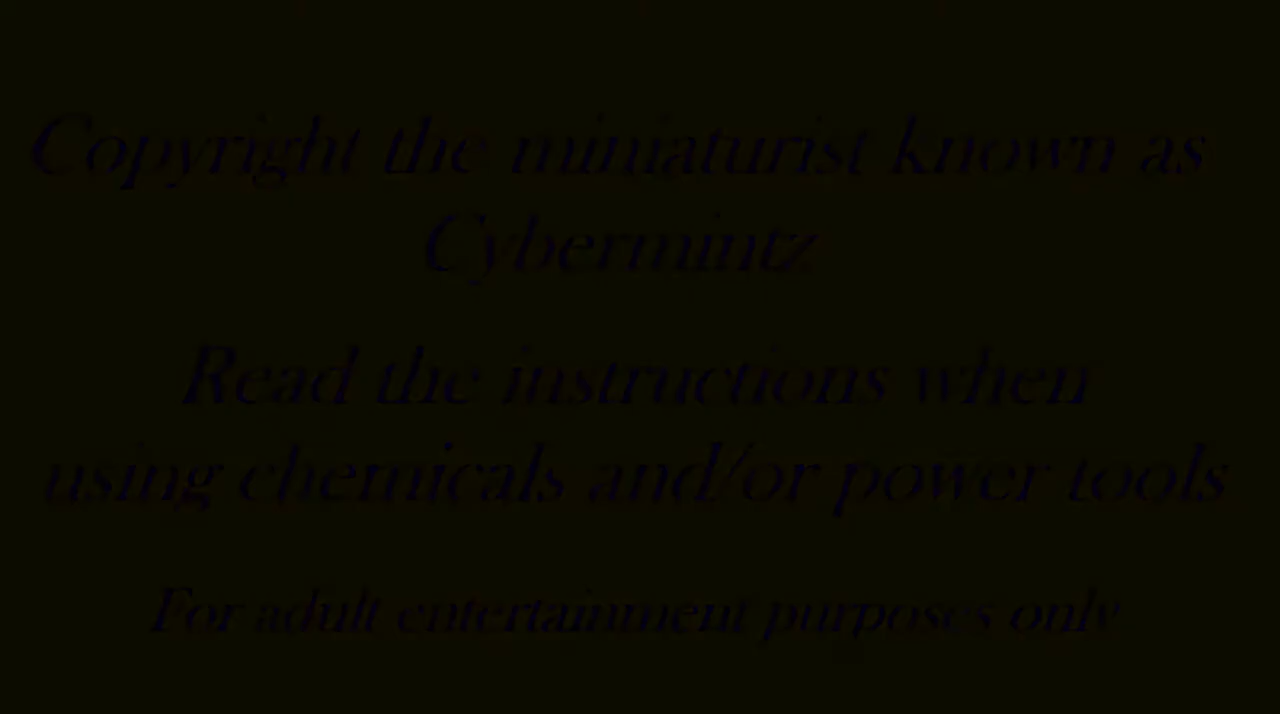 Copyright the miniaturist known as
Cybermintz
Read the instructions when
using chemicals and/or power tools
For adult entertainment purposes only